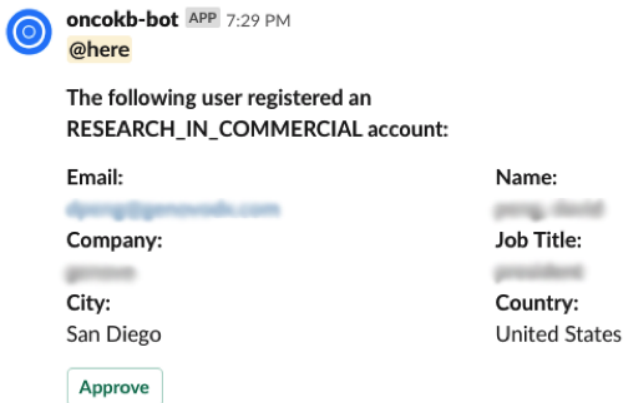 oncokb-bot APP 7:29 PM
@here
The following user registered an
RESEARCH_IN_COMMERCIAL account:
Email: Name:
Company: Job Title:
City: Country:
San Diego United States
Approve